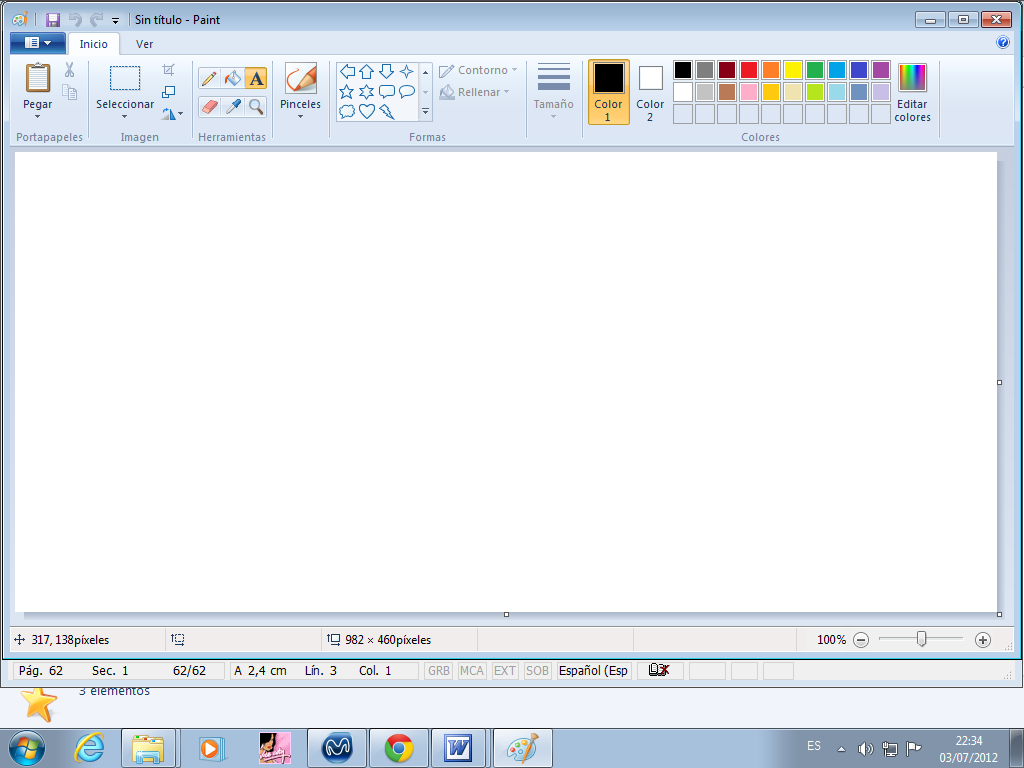 Sin título - Paint
Inicio Ver
Pegar Seleccionar A Pinceles Contorno Rellenar Tamaño Color 1 Color 2 Editar colores
Portapapeles Imagen Herramientas Formas Colores
317, 138píxeles 982 × 460píxeles 100%
Pág. 62 Sec. 1 62/62 A 2,4 cm Lín. 3 Col. 1 GRB MCA EXT SOB Español (Esp
3 elementos
ES 22:34
03/07/2012